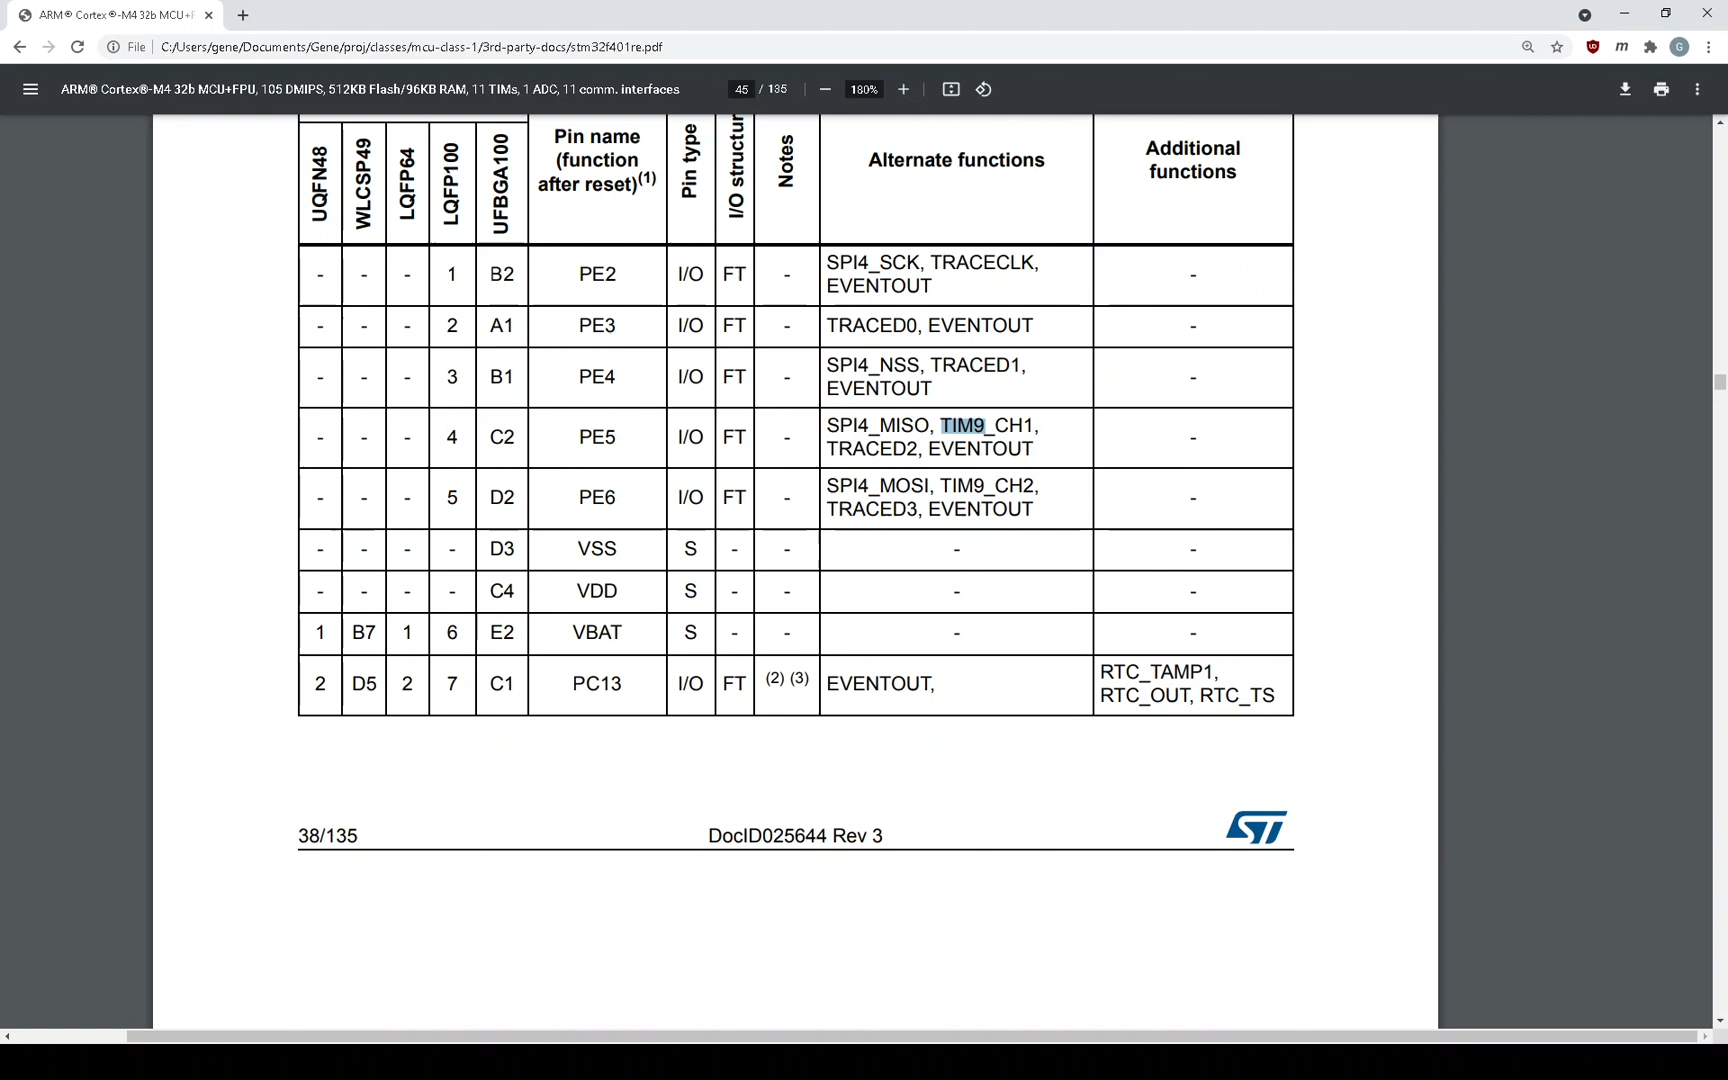 ARM® Cortex®-M4 32b MCU+F
File C:/Users/gene/Documents/Gene/proj/classes/mcu-class-1/3rd-party-docs/stm32f401re.pdf
m G
ARM® Cortex®-M4 32b MCU+FPU, 105 DMIPS, 512KB Flash/96KB RAM, 11 TIMs, 1 ADC, 11 comm. interfaces 45 / 135 180%
UQFN48 WLCSP49 LQFP64 LQFP100 UFBGA100 Pin name (function after reset)(1) Pin type I/O structur Notes Alternate functions Additional functions
- - - 1 B2 PE2 I/O FT - SPI4_SCK, TRACECLK, EVENTOUT -
- - - 2 A1 PE3 I/O FT - TRACED0, EVENTOUT -
- - - 3 B1 PE4 I/O FT - SPI4_NSS, TRACED1, EVENTOUT -
- - - 4 C2 PE5 I/O FT - SPI4_MISO, TIM9_CH1, TRACED2, EVENTOUT -
- - - 5 D2 PE6 I/O FT - SPI4_MOSI, TIM9_CH2, TRACED3, EVENTOUT -
- - - - D3 VSS S - - - -
- - - - C4 VDD S - - - -
1 B7 1 6 E2 VBAT S - - - -
2 D5 2 7 C1 PC13 I/O FT (2) (3) EVENTOUT, RTC_TAMP1, RTC_OUT, RTC_TS
38/135 DocID025644 Rev 3 ST